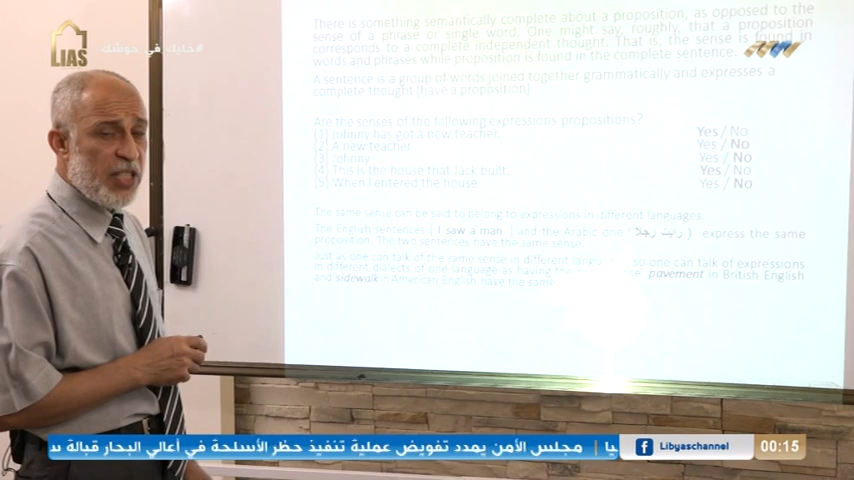 LIAS
#خليك في حوشك
There is something semantically complete about a proposition, as opposed to the
sense of a phrase or single word. One might say, roughly, that a proposition
corresponds to a complete independent thought. That is, the sense is found in
words and phrases while proposition is found in the complete sentence.
A sentence is a group of words joined together grammatically and expresses a
complete thought (have a proposition)
Are the senses of the following expressions propositions?
(1) Johnny has got a new teacher. Yes / No
(2) A new teacher Yes / No
(3) Johnny Yes / No
(4) This is the house that Jack built. Yes / No
(5) When I entered the house Yes / No
The same sense can be said to belong to expressions in different languages.
The English sentences ( I saw a man ) and the Arabic one ( رأيت رجلا ) express the same
proposition. The two sentences have the same sense
Just as one can talk of the same sense in different so one can talk of expressions
in different dialects of one language as having the pavement in British English
and sidewalk in American English have the same
يا | مجلس الأمن يمدد تفويض عملية تنفيذ حظر الأسلحة في أعالي البحار قبالة س
Libyaschannel
00:15